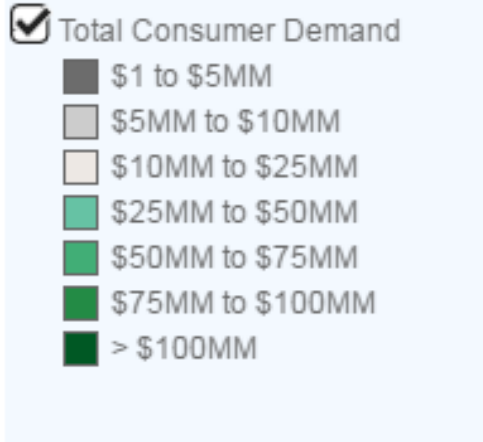 Total Consumer Demand
$1 to $5MM
$5MM to $10MM
$10MM to $25MM
$25MM to $50MM
$50MM to $75MM
$75MM to $100MM
> $100MM